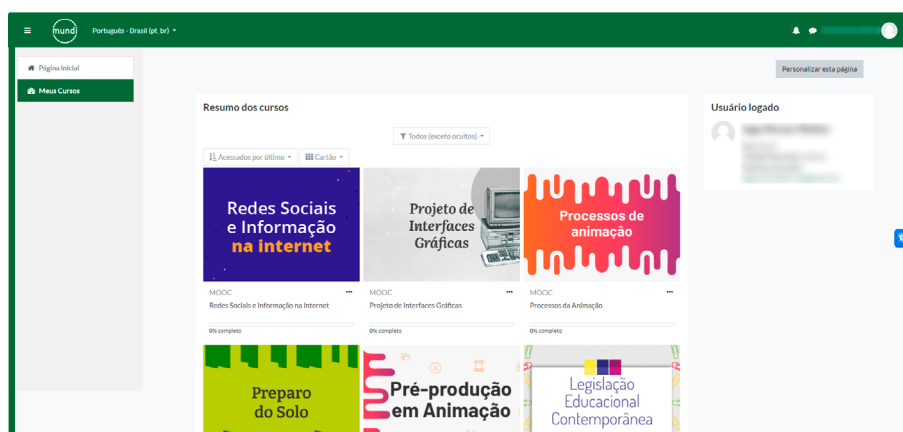 mundi
Português - Brasil (pt_br)
Página Inicial
Meus Cursos
Personalizar esta página
Resumo dos cursos
Todos (exceto ocultos)
Acessados por último
Cartão
Usuário logado
Redes Sociais
e Informação
na internet
Projeto de
Interfaces
Gráficas
Processos de
animação
MOOC
Redes Sociais e Informação na Internet
0% completo
MOOC
Projeto de Interfaces Gráficas
0% completo
MOOC
Processos da Animação
0% completo
Preparo
do Solo
Pré-produção
em Animação
Legislação
Educacional
Contemporânea